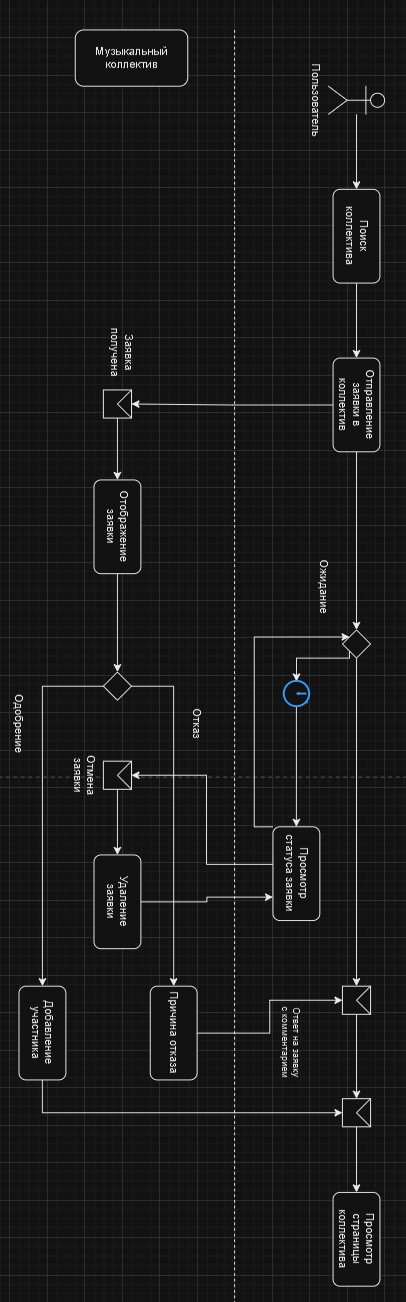 Музыкальный
коллектив
Пользователь
Поиск
коллектива
Отправление
заявки в
коллектив
Заявка
получена
Отображение
заявки
Ожидание
Отказ
Одобрение
Отмена
заявки
Просмотр
статуса заявки
Удаление
заявки
Добавление
участника
Причина отказа
Ответ на заявку
с комментарием
Просмотр
страницы
коллектива